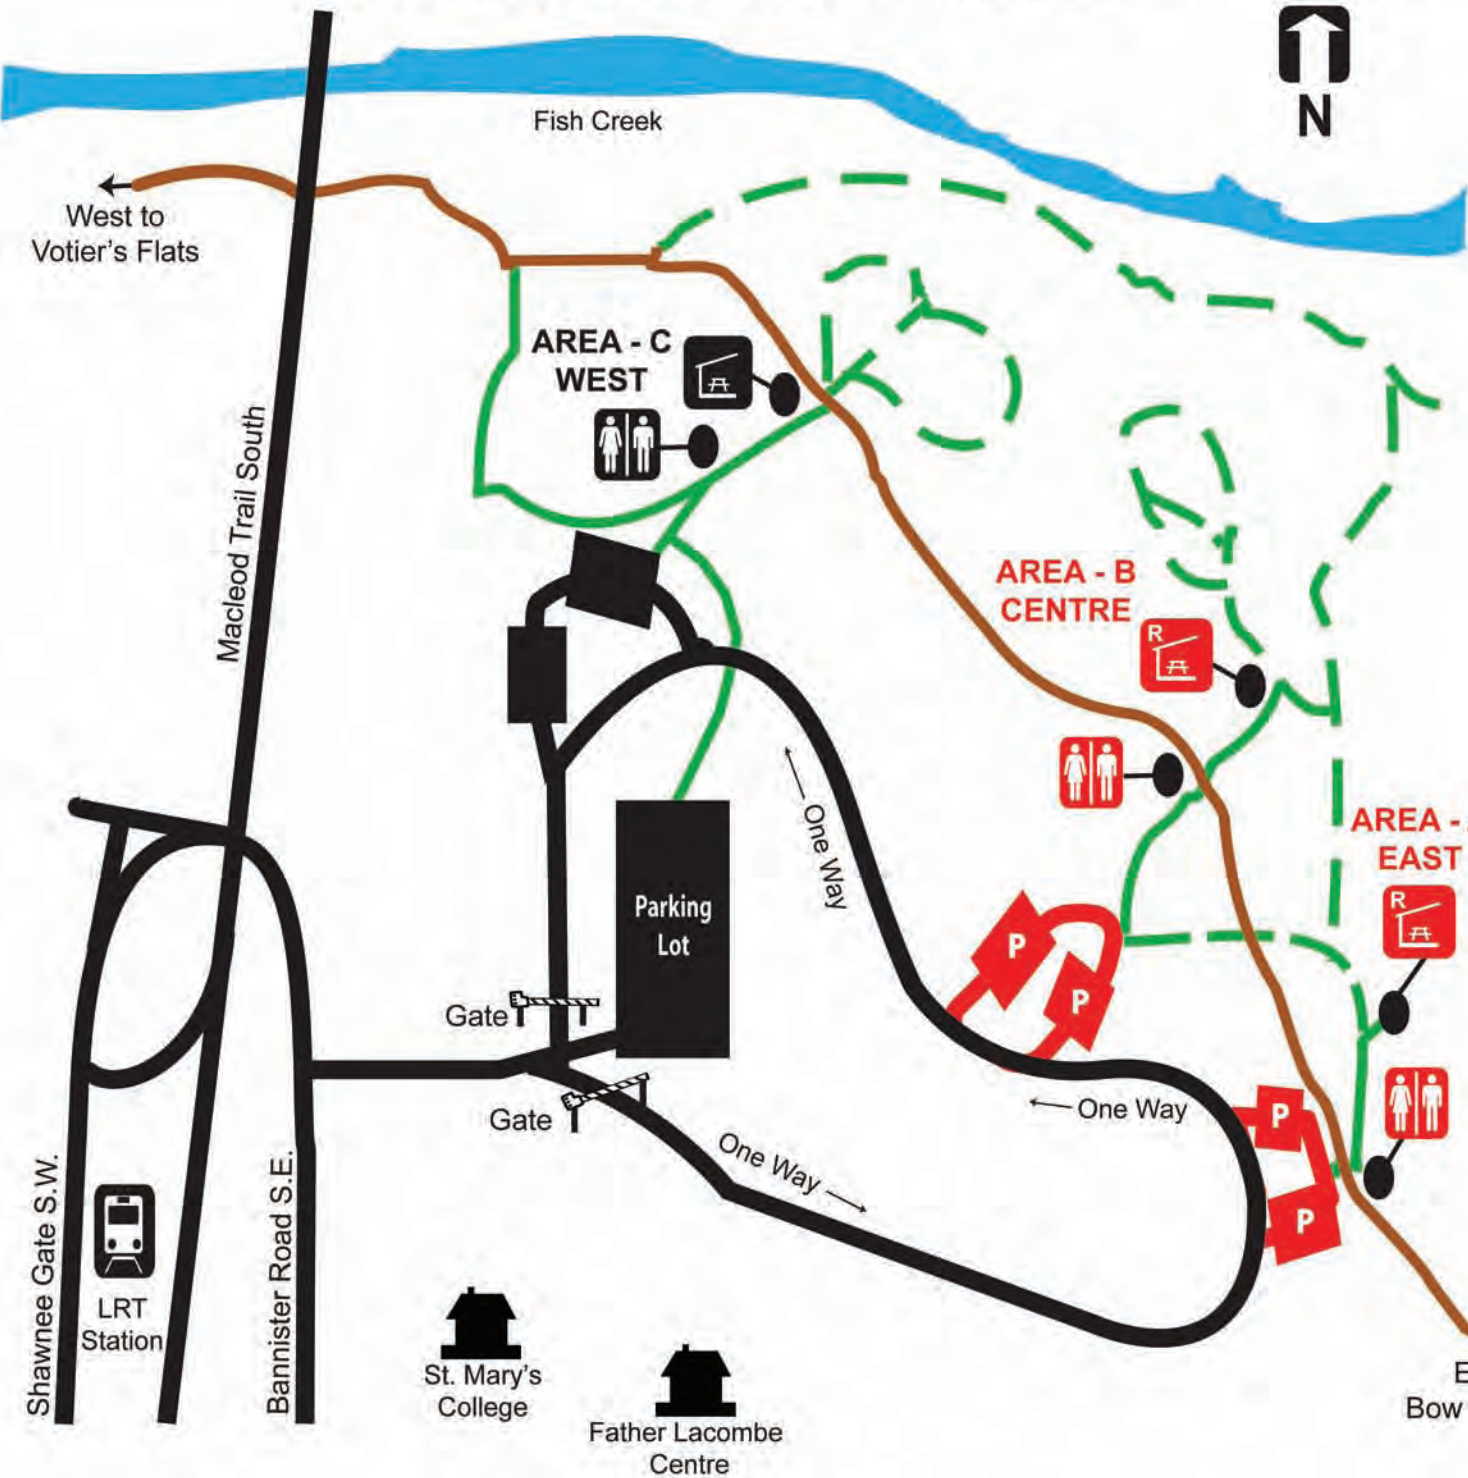 N
Fish Creek
West to
Votier's Flats
AREA - C
WEST
Macleod Trail South
AREA - B
CENTRE
R
One Way
AREA -
EAST
R
Parking
Lot
P
P
Gate
Gate
One Way
One Way
P
P
Shawnee Gate S.W.
LRT
Station
Bannister Road S.E.
St. Mary's
College
Father Lacombe
Centre
E
Bow